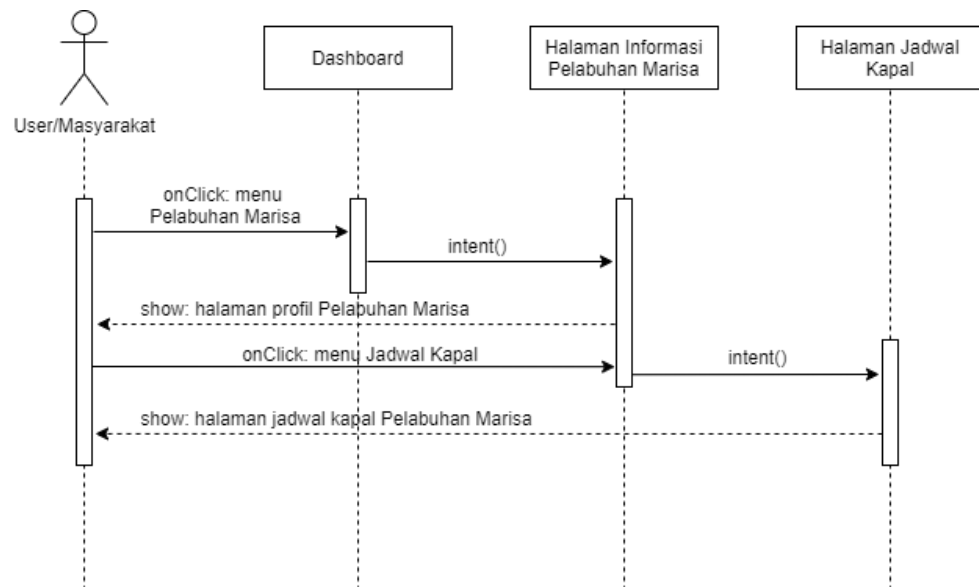 User/Masyarakat
Dashboard
Halaman Informasi
Pelabuhan Marisa
Halaman Jadwal
Kapal
onClick: menu
Pelabuhan Marisa
intent()
show: halaman profil Pelabuhan Marisa
onClick: menu Jadwal Kapal
intent()
show: halaman jadwal kapal Pelabuhan Marisa